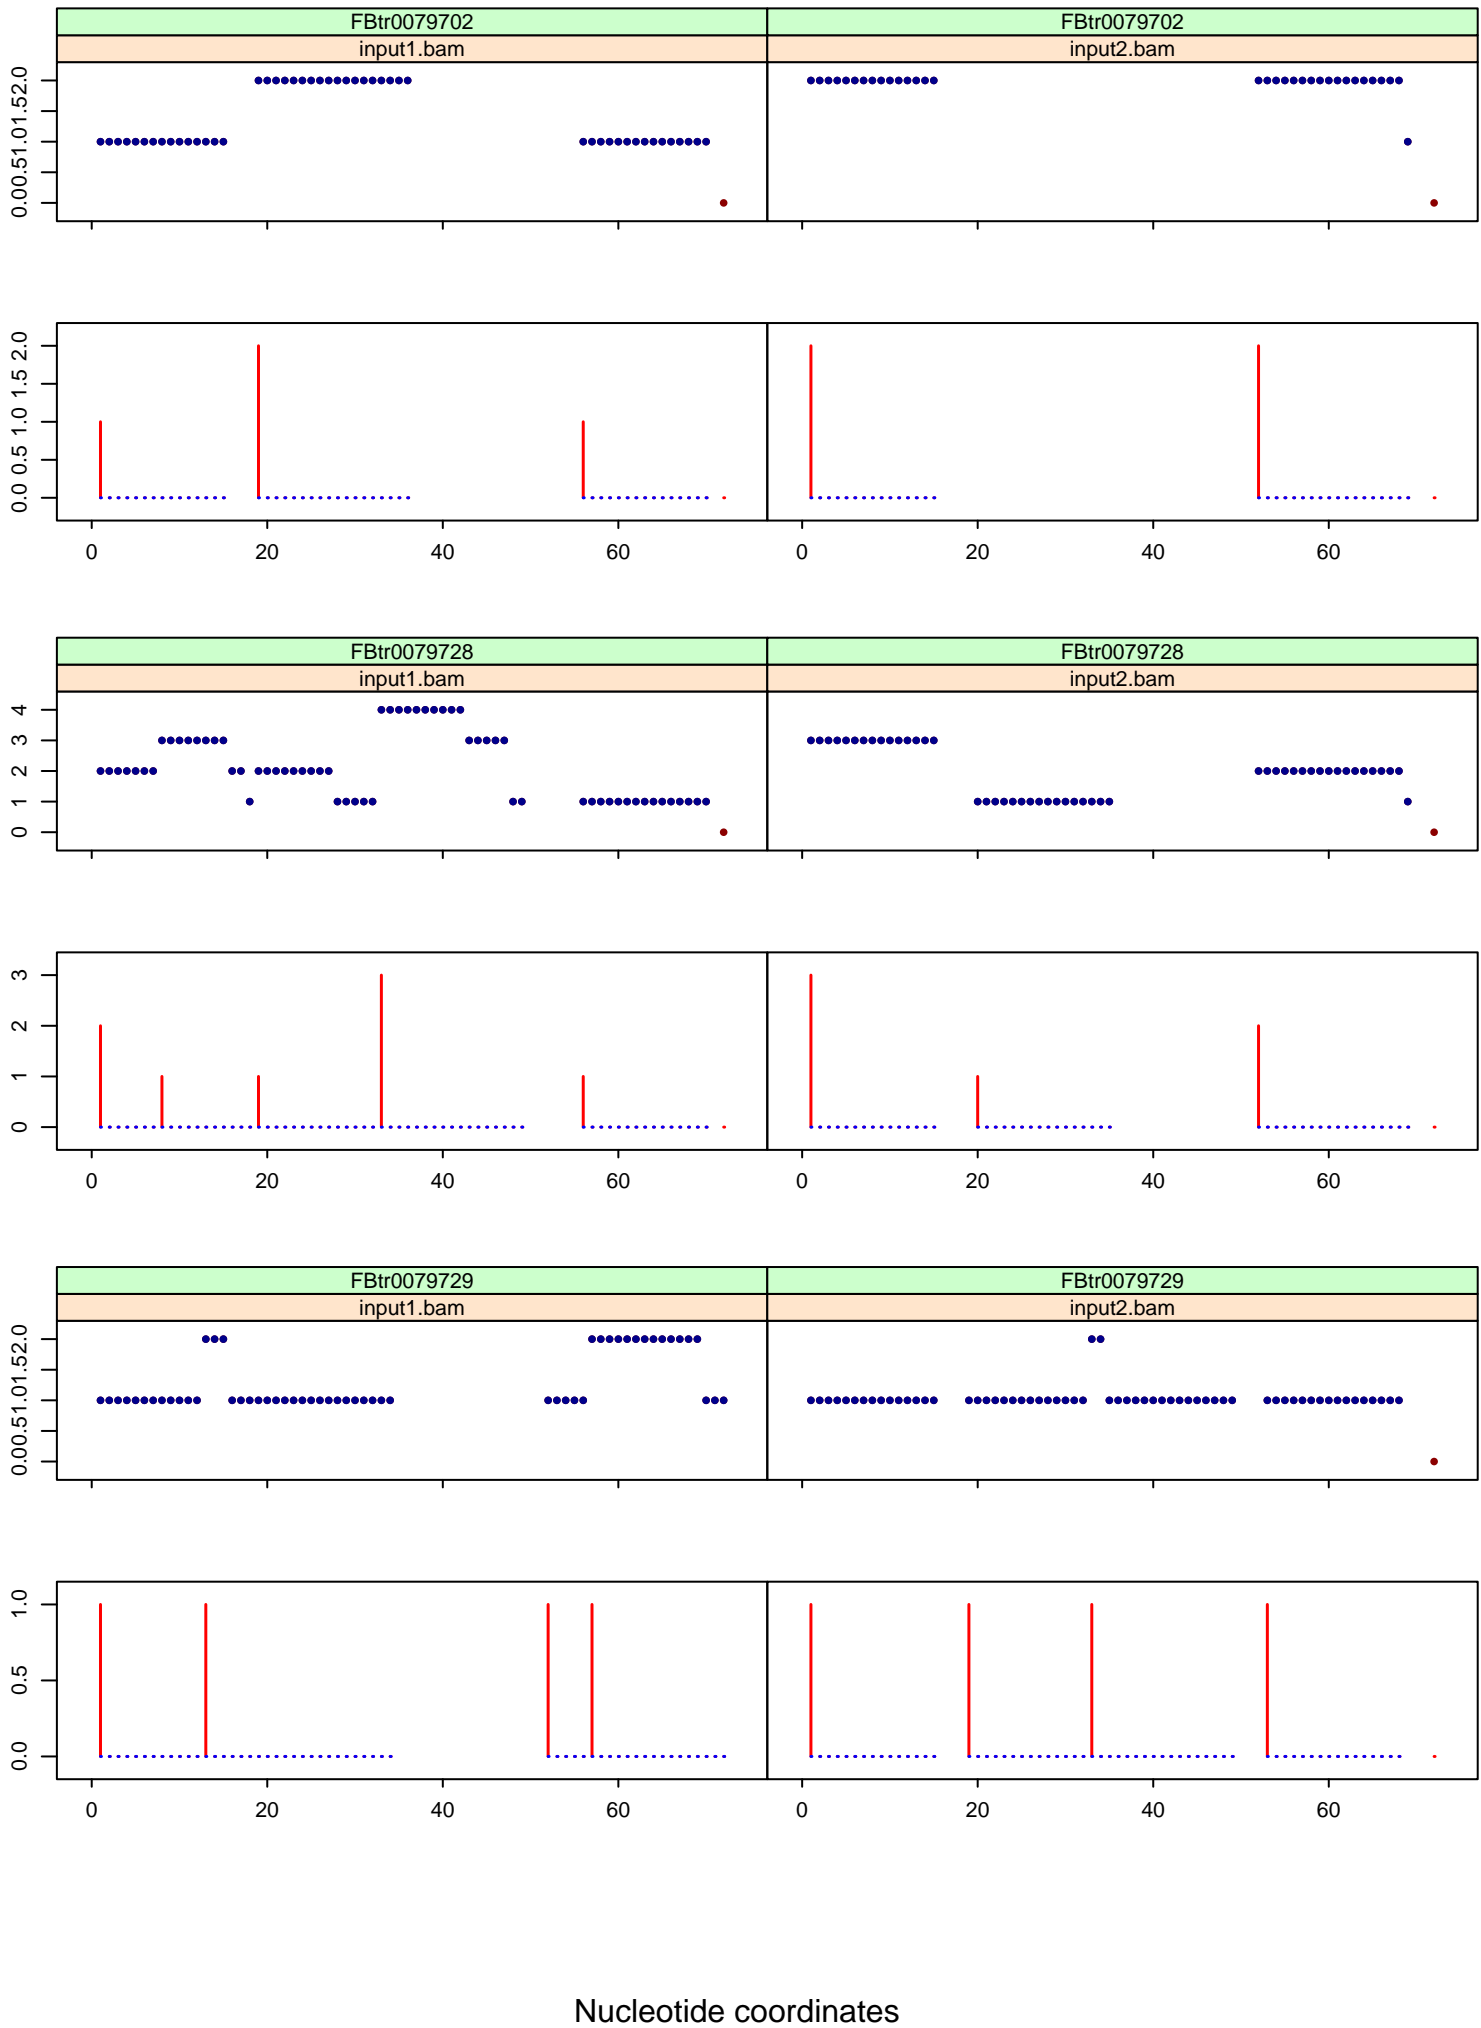 FBtr0079702 FBtr0079702
input1.bam input2.bam
0.0 0.5 1.0 1.5 2.0
0.0 0.5 1.0 1.5 2.0
0 20 40 60 0 20 40 60
FBtr0079728 FBtr0079728
input1.bam input2.bam
0 1 2 3 4
0 1 2 3
0 20 40 60 0 20 40 60
FBtr0079729 FBtr0079729
input1.bam input2.bam
0.0 0.5 1.0 1.5 2.0
0.0 0.5 1.0
0 20 40 60 0 20 40 60
Nucleotide coordinates